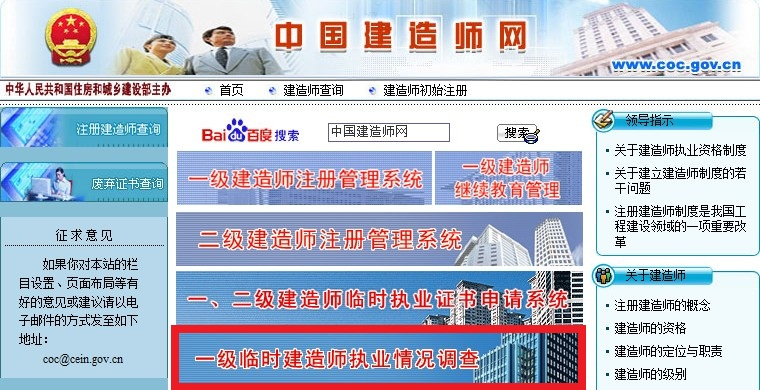 中国建造师网
www.coc.gov.cn
中华人民共和国住房和城乡建设部主办
首页
建造师查询
建造师初始注册
注册建造师查询
废弃证书查询
征求意见
如果你对本站的栏
目设置、页面布局等有
好的意见或建议请以电
子邮件的方式发至如下
地址:
coc@cein.gov.cn
Baidu百度搜索
中国建造师网
搜索
一级建造师注册管理系统
一级建造师
继续教育管理
二级建造师注册管理系统
一、二级建造师临时执业证书申请系统
一级临时建造师执业情况调查
领导指示
关于建造师执业资格制度
关于建立建造师制度的若
干问题
注册建造师制度是我国工
程建设领域的一项重要改
革
关于建造师
注册建造师的概念
建造师的资格
建造师的定位与职责
建造师的级别